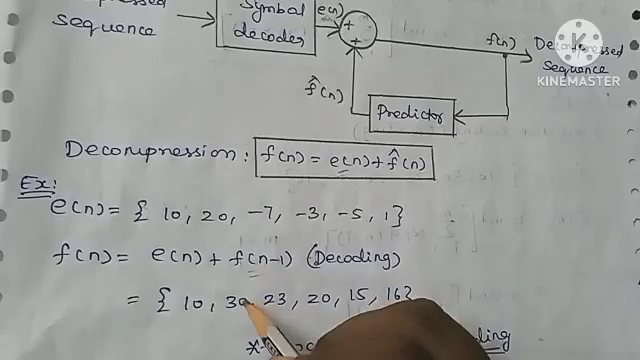 Symbol e(n)
sequence decoder + + f(n) Decompressed
Sequence
KINEMASTER
f̂(n) Predictor
Decompression: f(n) = e(n) + f̂(n)
Ex:
e(n) = { 10, 20, -7, -3, -5, 1}
f(n) = e(n) + f(n-1) (Decoding)
= { 10, 30, 23, 20, 15, 16}